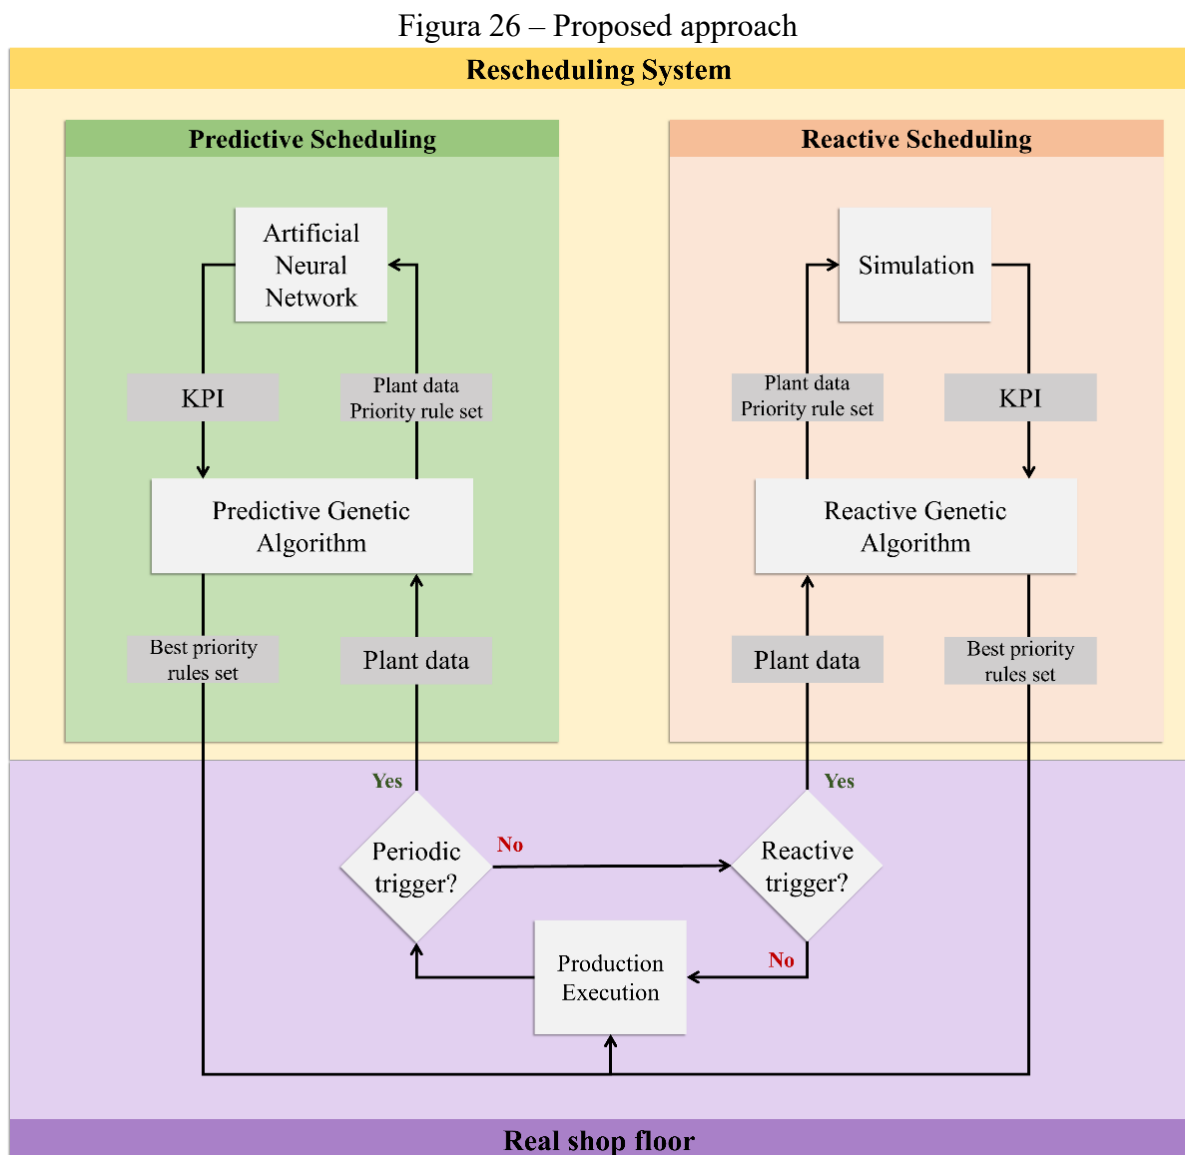 Figura 26 – Proposed approach
Rescheduling System
Predictive Scheduling
Artificial
Neural
Network
KPI
Plant data
Priority rule set
Predictive Genetic
Algorithm
Best priority
rules set
Plant data
Reactive Scheduling
Simulation
Plant data
Priority rule set
KPI
Reactive Genetic
Algorithm
Plant data
Best priority
rules set
Yes
Periodic
trigger?
No
Yes
Reactive
trigger?
No
Production
Execution
Real shop floor